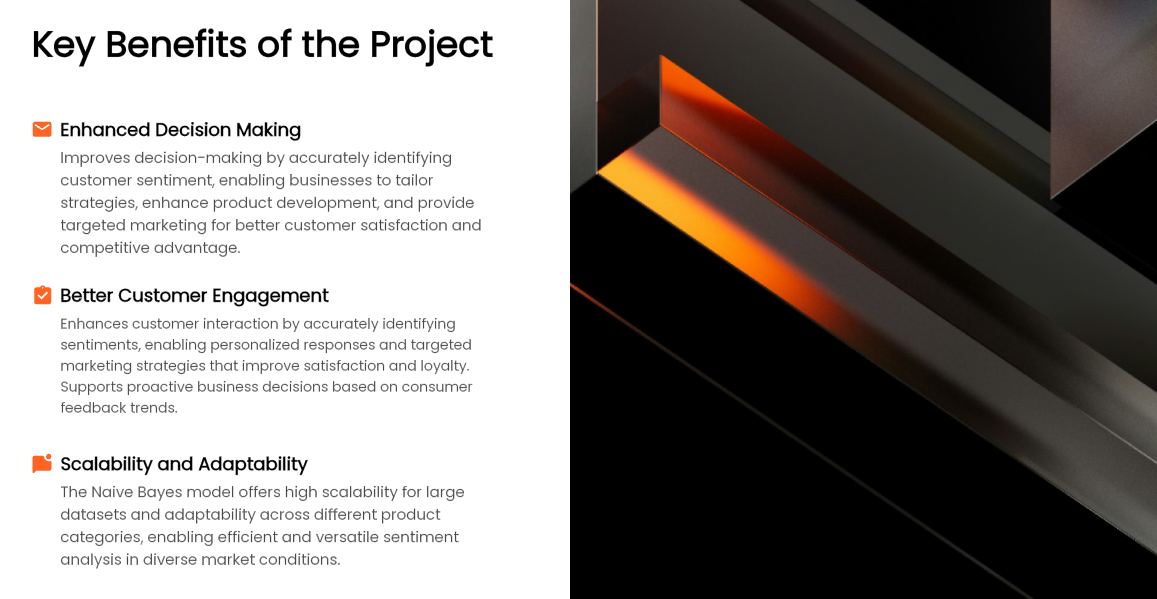 Key Benefits of the Project
Enhanced Decision Making
Improves decision-making by accurately identifying
customer sentiment, enabling businesses to tailor
strategies, enhance product development, and provide
targeted marketing for better customer satisfaction and
competitive advantage.
Better Customer Engagement
Enhances customer interaction by accurately identifying
sentiments, enabling personalized responses and targeted
marketing strategies that improve satisfaction and loyalty.
Supports proactive business decisions based on consumer
feedback trends.
Scalability and Adaptability
The Naive Bayes model offers high scalability for large
datasets and adaptability across different product
categories, enabling efficient and versatile sentiment
analysis in diverse market conditions.